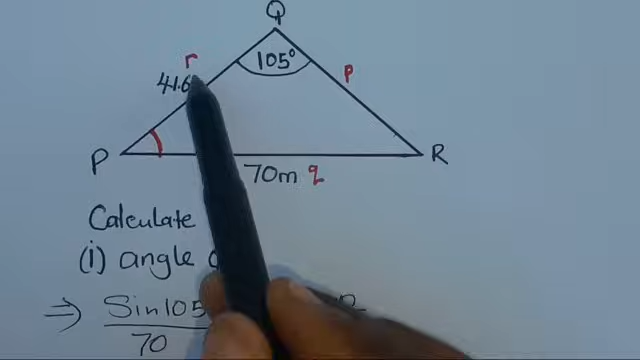 Q
r
105°
p
41.6
P
R
70m q
Calculate
(i) angle
⇒ Sin105
70